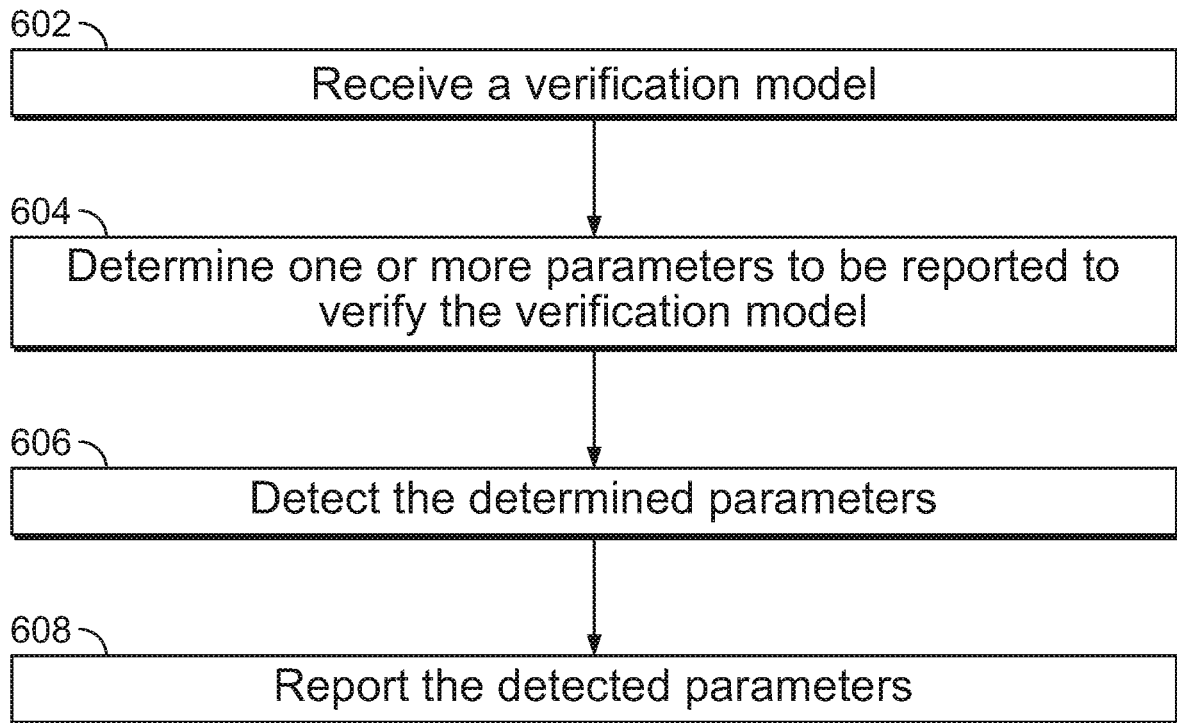 602
Receive a verification model
604
Determine one or more parameters to be reported to
verify the verification model
606
Detect the determined parameters
608
Report the detected parameters